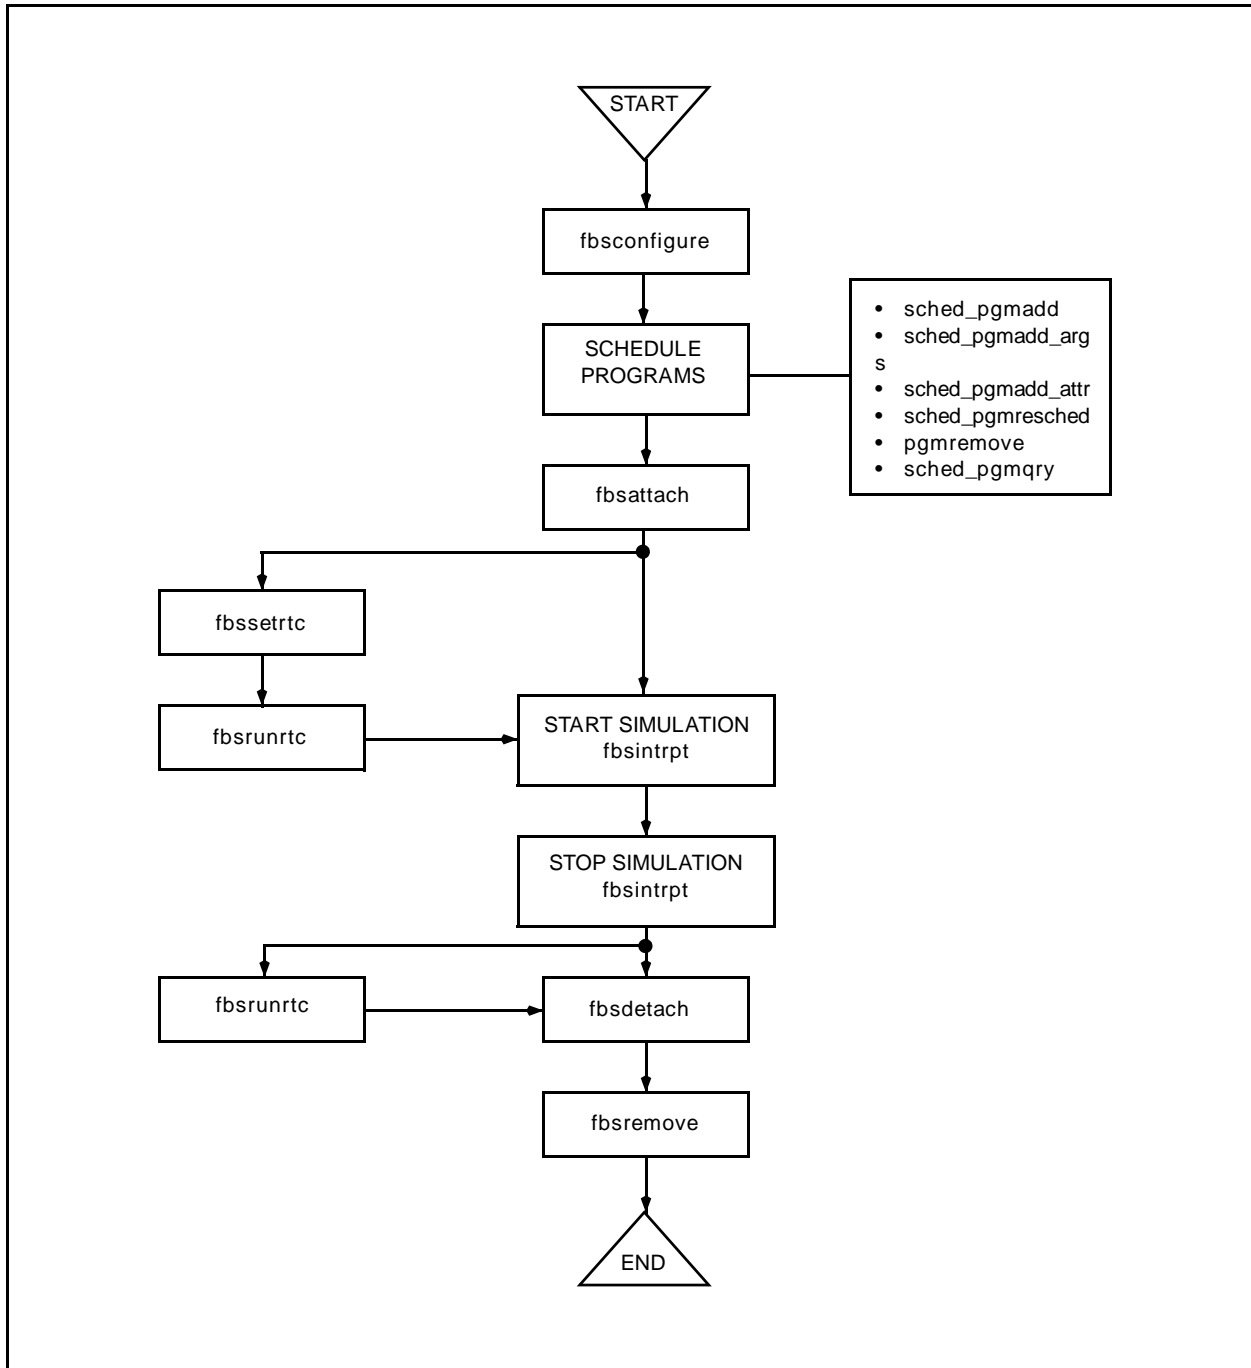 START
fbsconfigure
SCHEDULE
PROGRAMS
• sched_pgmadd
• sched_pgmadd_arg
s
• sched_pgmadd_attr
• sched_pgmresched
• pgmremove
• sched_pgmqry
fbsattach
fbssetrtc
fbsrunrtc
START SIMULATION
fbsintrpt
STOP SIMULATION
fbsintrpt
fbsrunrtc
fbsdetach
fbsremove
END